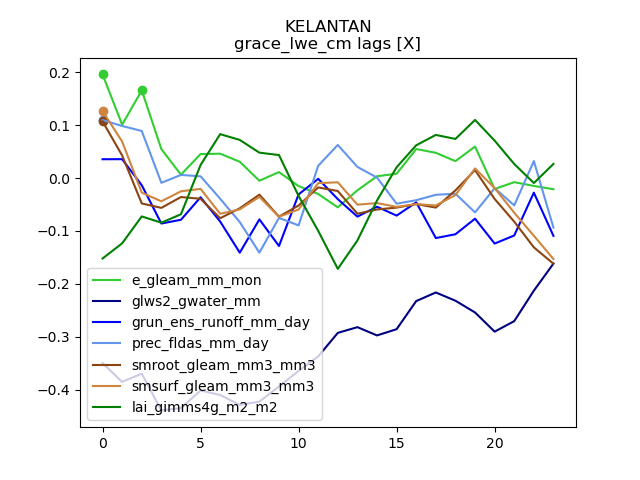 KELANTAN
grace_lwe_cm lags [X]
0.2
0.1
0.0
−0.1
−0.2
−0.3
−0.4
e_gleam_mm_mon
glws2_gwater_mm
grun_ens_runoff_mm_day
prec_fldas_mm_day
smroot_gleam_mm3_mm3
smsurf_gleam_mm3_mm3
lai_gimms4g_m2_m2
0 5 10 15 20